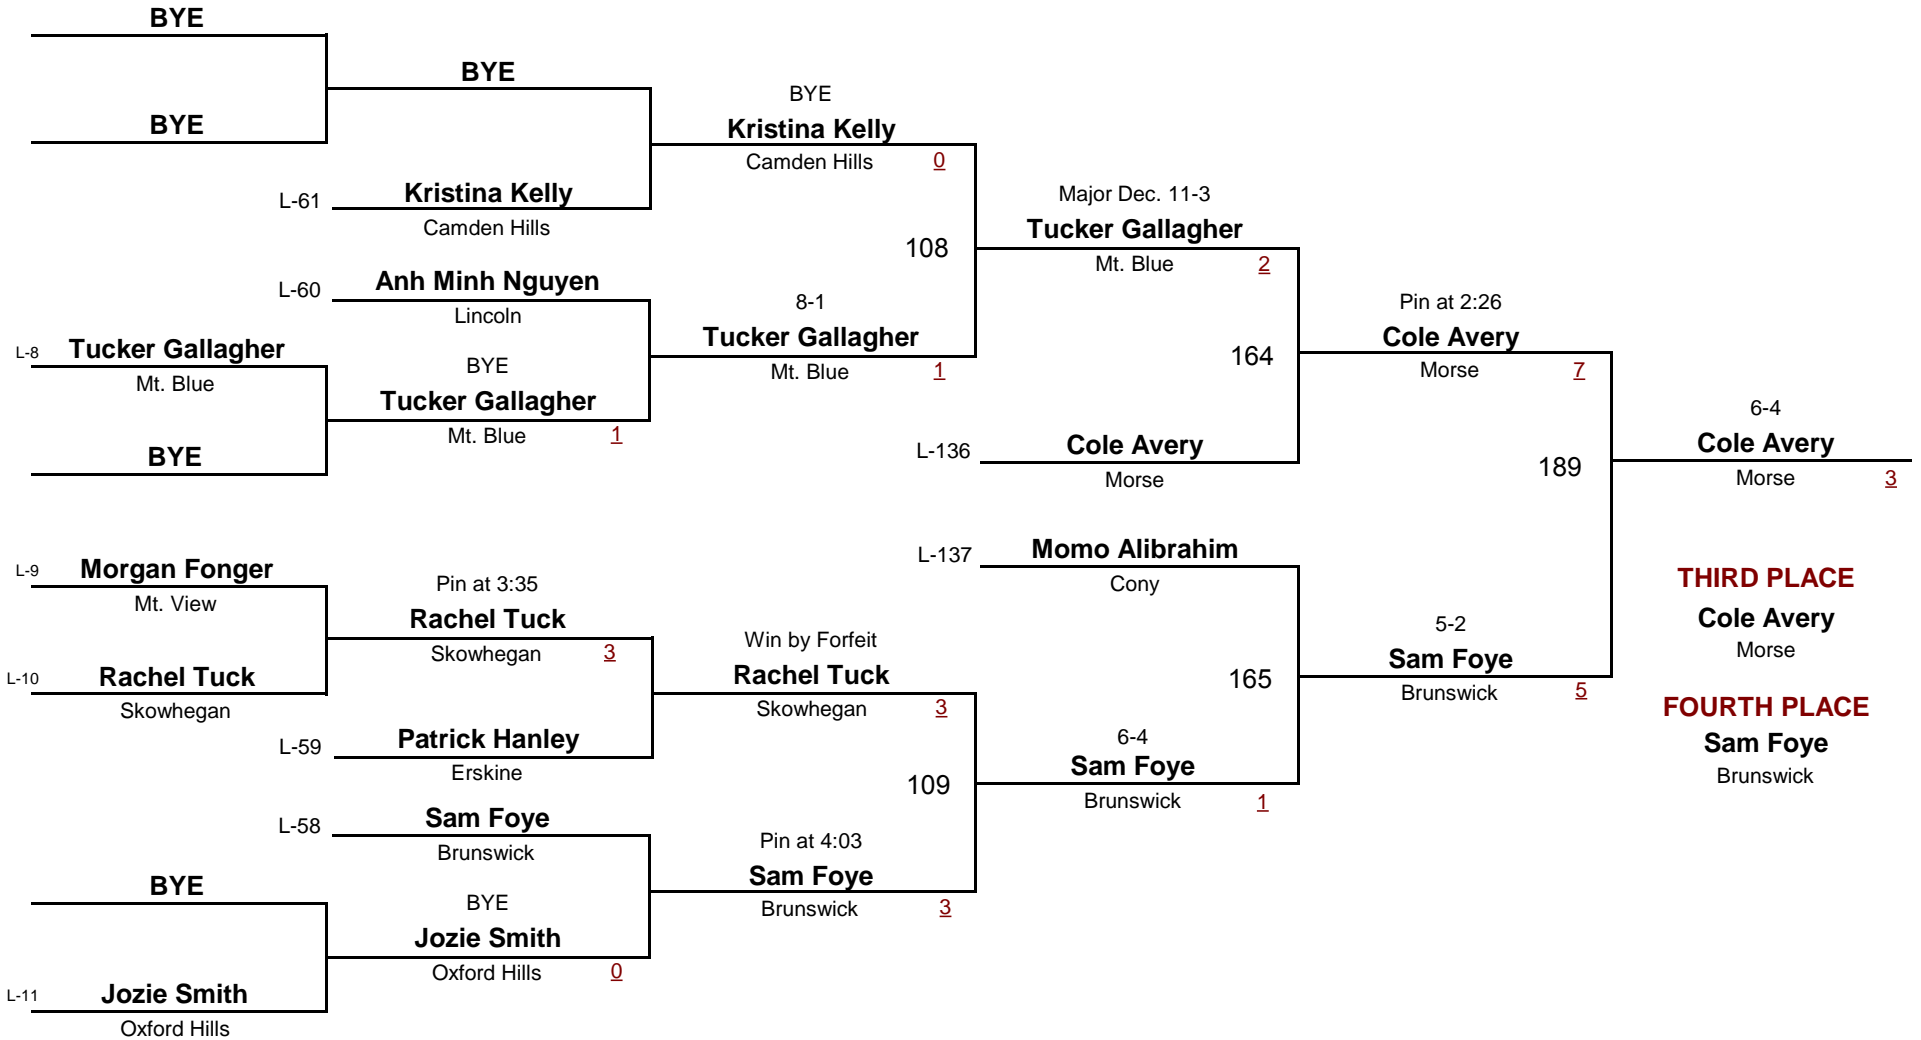 BYE
BYE
BYE
L-61
Kristina Kelly
Camden Hills
BYE
Kristina Kelly
Camden Hills
0
L-60
Anh Minh Nguyen
Lincoln
L-8
Tucker Gallagher
Mt. Blue
BYE
BYE
Tucker Gallagher
Mt. Blue
1
8-1
Tucker Gallagher
Mt. Blue
1
108
Major Dec. 11-3
Tucker Gallagher
Mt. Blue
2
L-136
Cole Avery
Morse
164
Pin at 2:26
Cole Avery
Morse
7
L-9
Morgan Fonger
Mt. View
L-10
Rachel Tuck
Skowhegan
Pin at 3:35
Rachel Tuck
Skowhegan
3
L-59
Patrick Hanley
Erskine
Win by Forfeit
Rachel Tuck
Skowhegan
3
L-58
Sam Foye
Brunswick
BYE
L-11
Jozie Smith
Oxford Hills
BYE
Jozie Smith
Oxford Hills
0
Pin at 4:03
Sam Foye
Brunswick
3
109
L-137
Momo Alibrahim
Cony
6-4
Sam Foye
Brunswick
1
165
5-2
Sam Foye
Brunswick
5
189
6-4
Cole Avery
Morse
3
THIRD PLACE
Cole Avery
Morse
FOURTH PLACE
Sam Foye
Brunswick